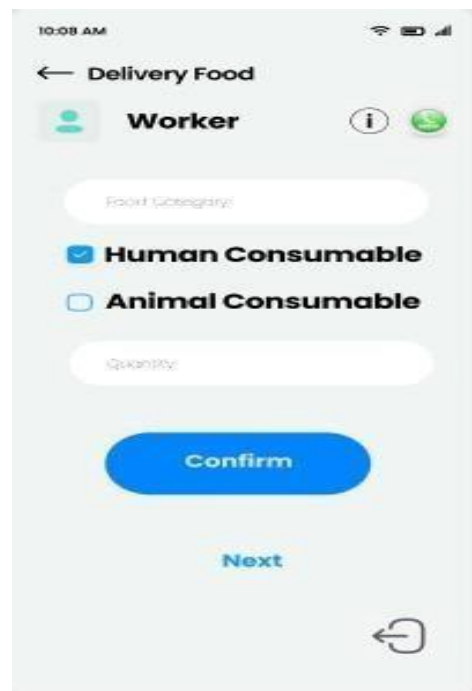 10:08 AM
Delivery Food
Worker
i
Food Category:
Human Consumable
Animal Consumable
Quantity:
Confirm
Next